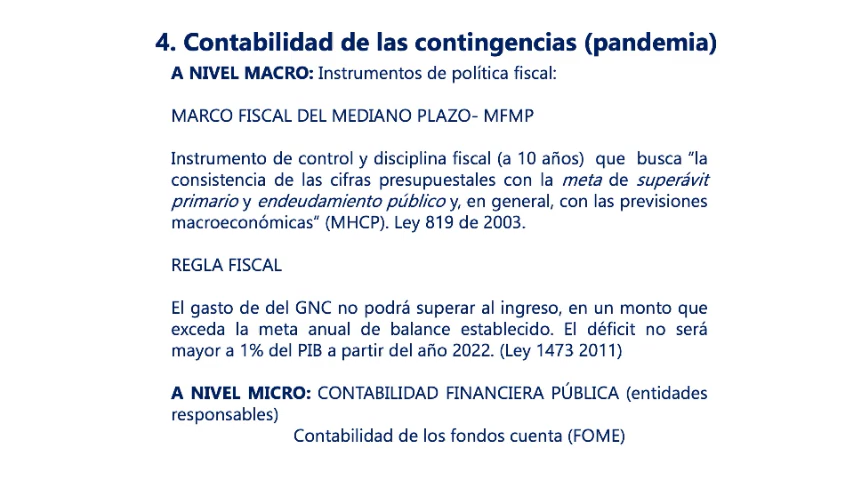 4. Contabilidad de las contingencias (pandemia)
A NIVEL MACRO: Instrumentos de política fiscal:
MARCO FISCAL DEL MEDIANO PLAZO- MFMP
Instrumento de control y disciplina fiscal (a 10 años) que busca “la
consistencia de las cifras presupuestales con la meta de superávit
primario y endeudamiento público y, en general, con las previsiones
macroeconómicas“ (MHCP). Ley 819 de 2003.
REGLA FISCAL
El gasto de del GNC no podrá superar al ingreso, en un monto que
exceda la meta anual de balance establecido. El déficit no será
mayor a 1% del PIB a partir del año 2022. (Ley 1473 2011)
A NIVEL MICRO: CONTABILIDAD FINANCIERA PÚBLICA (entidades
responsables)
Contabilidad de los fondos cuenta (FOME)